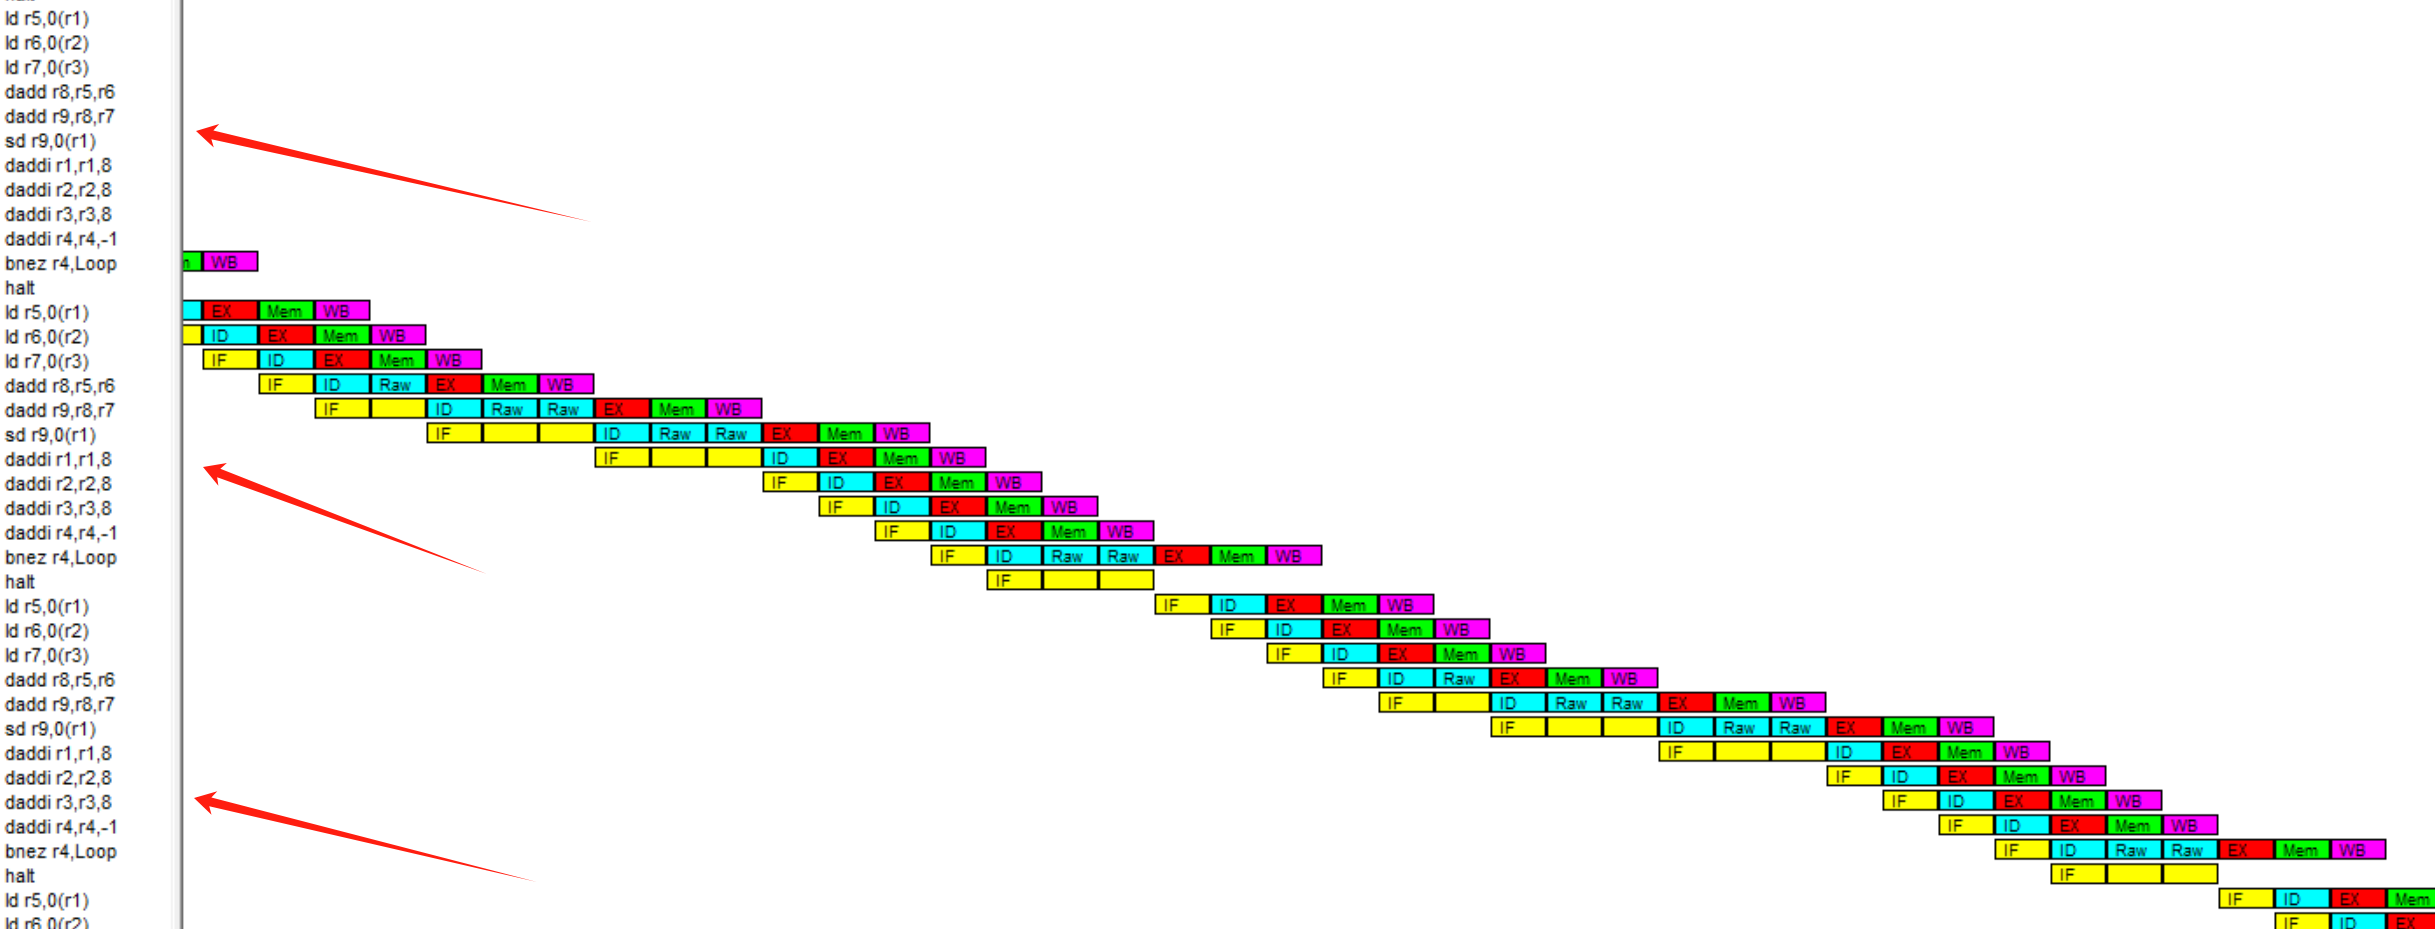 ld r5,0(r1)
ld r6,0(r2)
ld r7,0(r3)
dadd r8,r5,r6
dadd r9,r8,r7
sd r9,0(r1)
daddi r1,r1,8
daddi r2,r2,8
daddi r3,r3,8
daddi r4,r4,-1
bnez r4,Loop WB
halt
ld r5,0(r1) EX Mem WB
ld r6,0(r2) ID EX Mem WB
ld r7,0(r3) IF ID EX Mem WB
dadd r8,r5,r6 IF ID Raw EX Mem WB
dadd r9,r8,r7 IF ID Raw Raw EX Mem WB
sd r9,0(r1) IF ID Raw Raw EX Mem WB
daddi r1,r1,8 IF ID EX Mem WB
daddi r2,r2,8 IF ID EX Mem WB
daddi r3,r3,8 IF ID EX Mem WB
daddi r4,r4,-1 IF ID EX Mem WB
bnez r4,Loop IF ID Raw Raw EX Mem WB
halt IF
ld r5,0(r1) IF ID EX Mem WB
ld r6,0(r2) IF ID EX Mem WB
ld r7,0(r3) IF ID EX Mem WB
dadd r8,r5,r6 IF ID Raw EX Mem WB
dadd r9,r8,r7 IF ID Raw Raw EX Mem WB
sd r9,0(r1) IF ID Raw Raw EX Mem WB
daddi r1,r1,8 IF ID EX Mem WB
daddi r2,r2,8 IF ID EX Mem WB
daddi r3,r3,8 IF ID EX Mem WB
daddi r4,r4,-1 IF ID EX Mem WB
bnez r4,Loop IF ID Raw Raw EX Mem WB
halt IF
ld r5,0(r1) IF ID EX Mem
ld r6,0(r2) IF ID EX